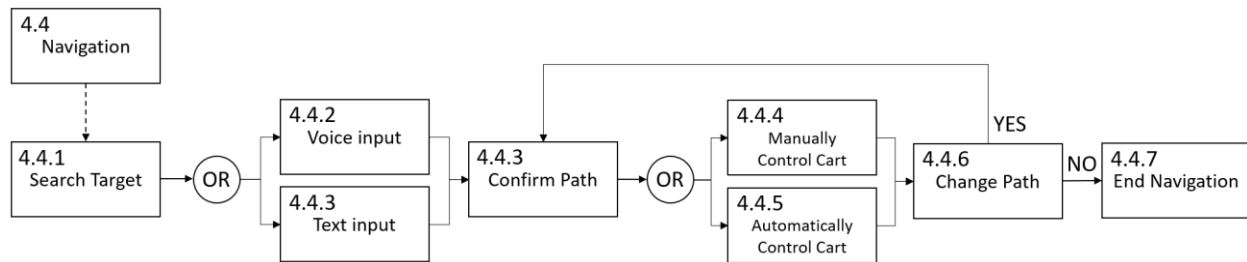 4.4
Navigation
4.4.1
Search Target
OR
4.4.2
Voice input
4.4.3
Text input
4.4.3
Confirm Path
OR
4.4.4
Manually
Control Cart
4.4.5
Automatically
Control Cart
4.4.6
Change Path
YES
NO
4.4.7
End Navigation